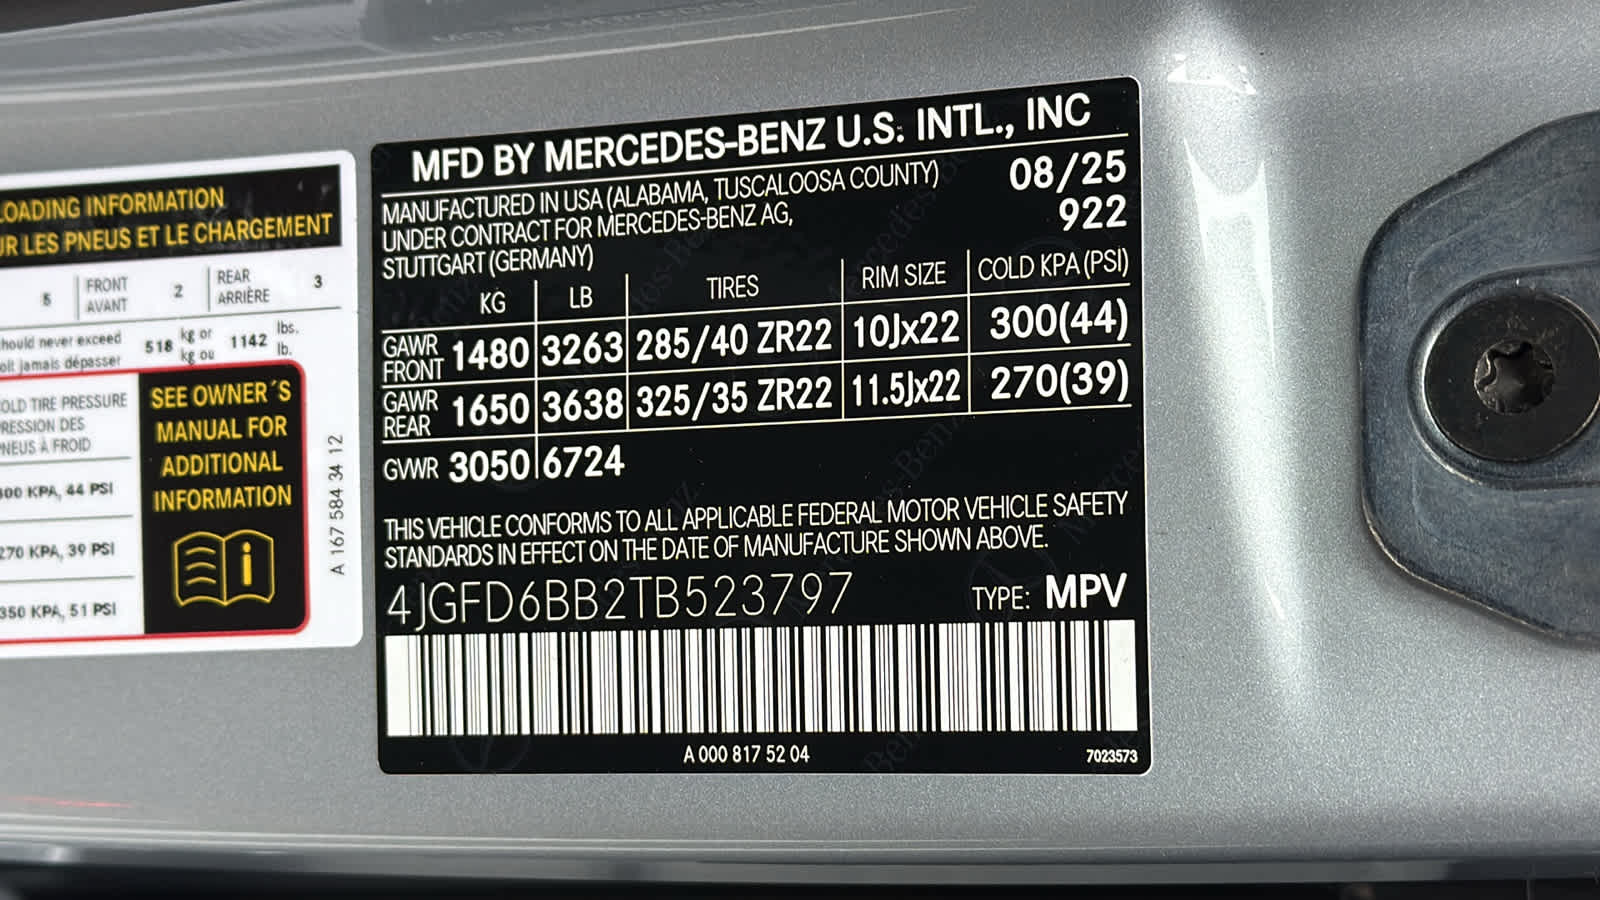 LOADING INFORMATION
UR LES PNEUS ET LE CHARGEMENT
5 FRONT AVANT 2 REAR ARRIÈRE 3
should never exceed
oit jamais dépasser
518 kg or kg ou 1142 lbs. lb.
COLD TIRE PRESSURE
PRESSION DES
PNEUS À FROID
300 KPA, 44 PSI
270 KPA, 39 PSI
350 KPA, 51 PSI
SEE OWNER´S
MANUAL FOR
ADDITIONAL
INFORMATION
A 167 584 34 12
MFD BY MERCEDES-BENZ U.S. INTL., INC
MANUFACTURED IN USA (ALABAMA, TUSCALOOSA COUNTY) 08/25
UNDER CONTRACT FOR MERCEDES-BENZ AG, 922
STUTTGART (GERMANY)
KG LB TIRES RIM SIZE COLD KPA (PSI)
GAWR FRONT 1480 3263 285/40 ZR22 10Jx22 300(44)
GAWR REAR 1650 3638 325/35 ZR22 11.5Jx22 270(39)
GVWR 3050 6724
THIS VEHICLE CONFORMS TO ALL APPLICABLE FEDERAL MOTOR VEHICLE SAFETY
STANDARDS IN EFFECT ON THE DATE OF MANUFACTURE SHOWN ABOVE.
4JGFD6BB2TB523797 TYPE: MPV
A 000 817 52 04 7023573